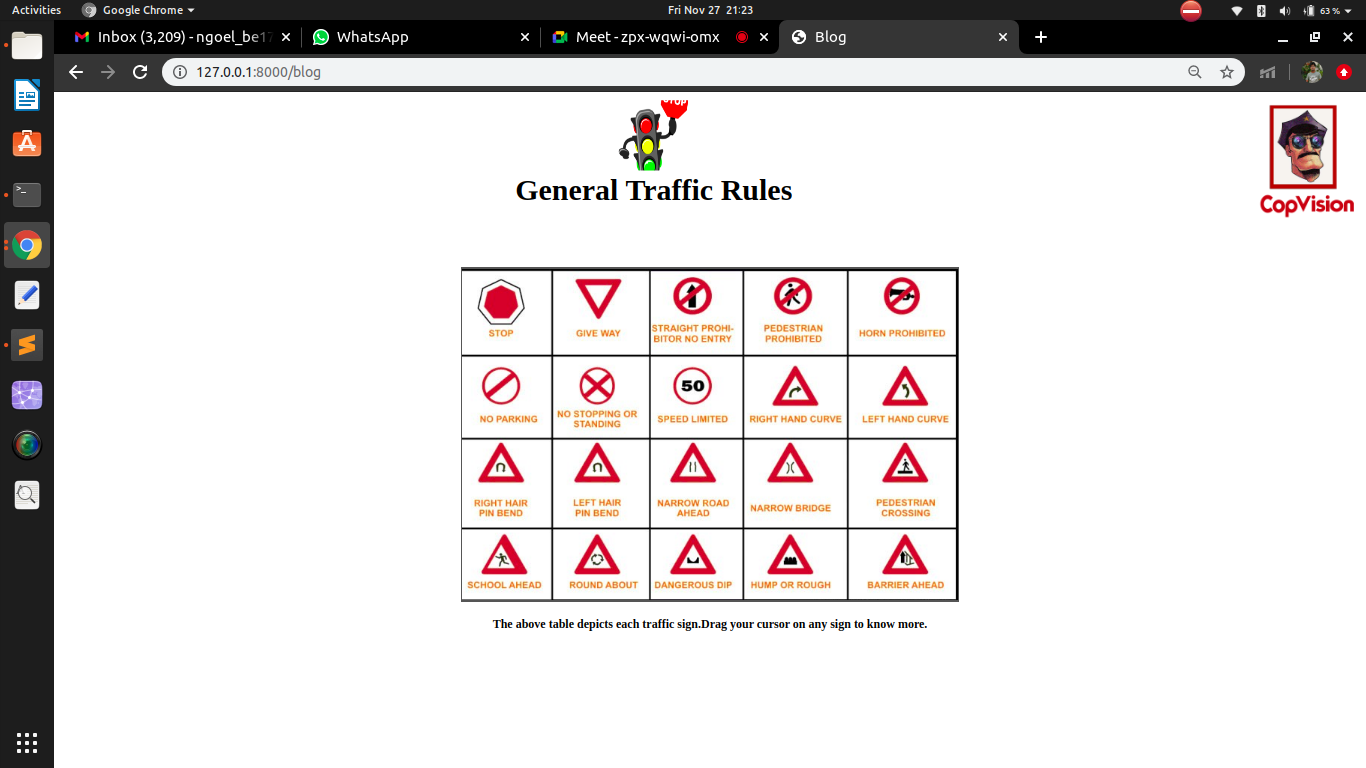 Activities Google Chrome Fri Nov 27 21:23 63 %
Inbox (3,209) - ngoel_be17 WhatsApp Meet - zpx-wqwi-omx Blog
127.0.0.1:8000/blog
STOP
General Traffic Rules
CopVision
STOP GIVE WAY STRAIGHT PROHI- PEDESTRIAN HORN PROHIBITED
BITOR NO ENTRY PROHIBITED
50
NO PARKING NO STOPPING OR SPEED LIMITED RIGHT HAND CURVE LEFT HAND CURVE
STANDING
RIGHT HAIR LEFT HAIR NARROW ROAD NARROW BRIDGE PEDESTRIAN
PIN BEND PIN BEND AHEAD CROSSING
SCHOOL AHEAD ROUND ABOUT DANGEROUS DIP HUMP OR ROUGH BARRIER AHEAD
The above table depicts each traffic sign.Drag your cursor on any sign to know more.